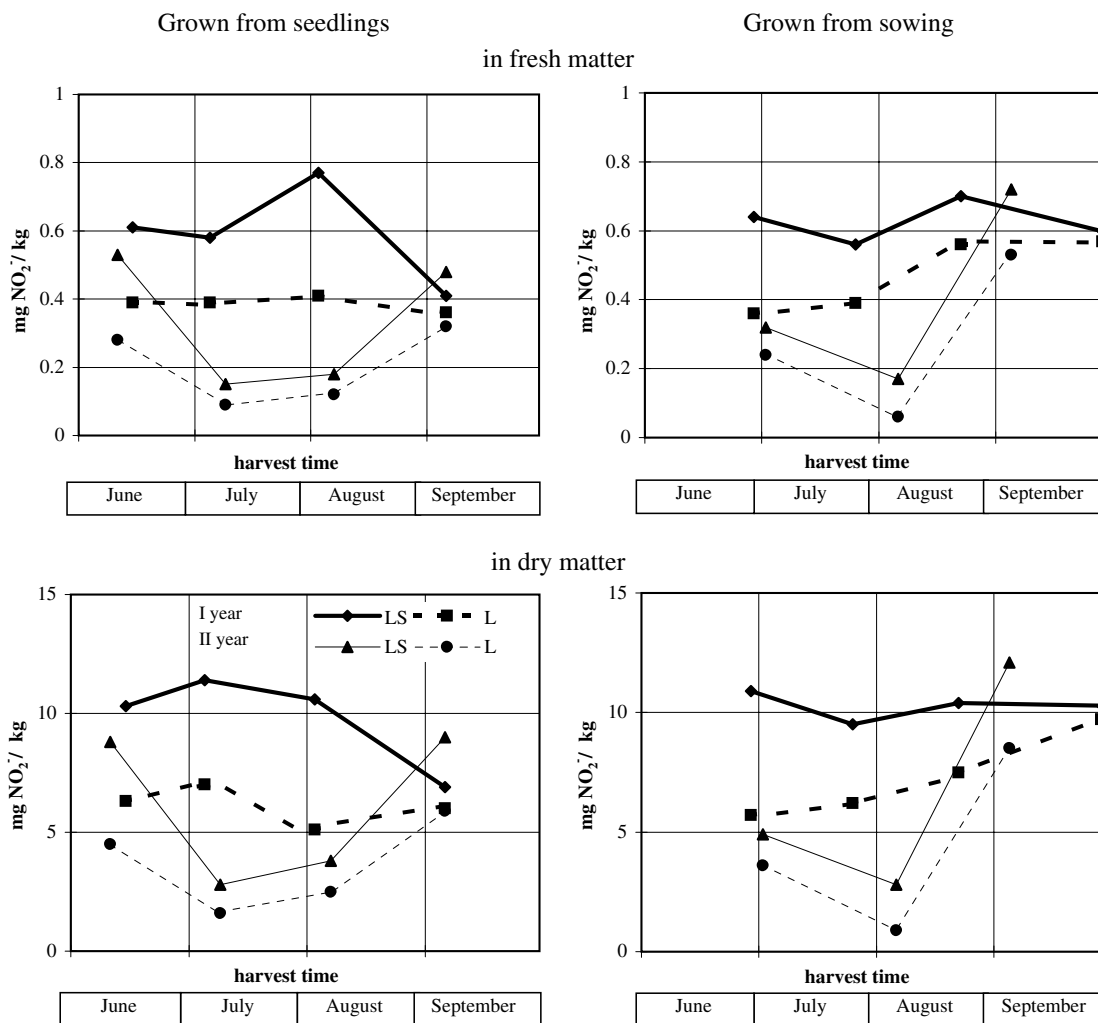 Grown from seedlings Grown from sowing
in fresh matter
1 1
0.8 0.8
0.6 0.6
0.4 0.4
0.2 0.2
0 0
mg NO2-/ kg mg NO2-/ kg
harvest time harvest time
June July August September June July August September
in dry matter
15 15
I year LS L
II year LS L
10 10
5 5
0 0
mg NO2-/ kg mg NO2-/ kg
harvest time harvest time
June July August September June July August September